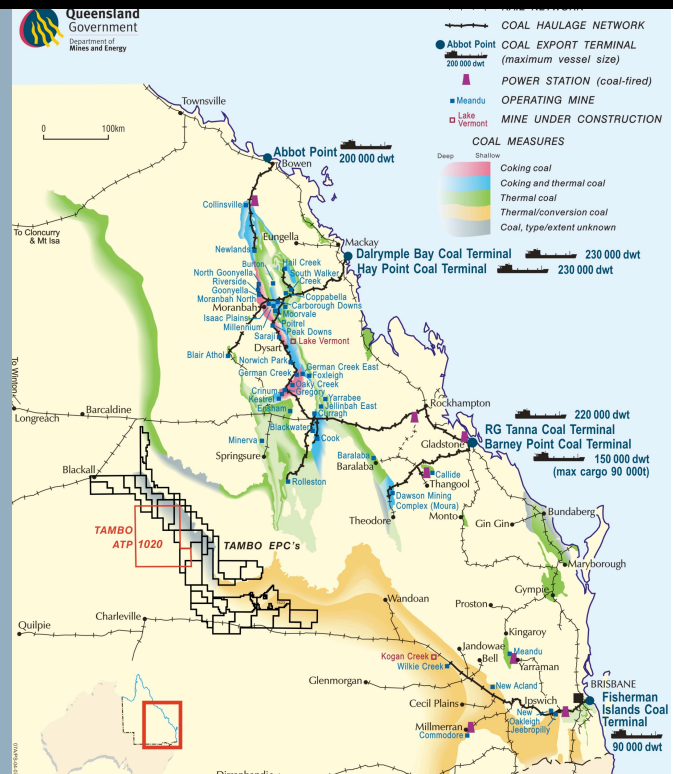 Queensland
Government
Department of
Mines and Energy
COAL HAULAGE NETWORK
Abbot Point
COAL EXPORT TERMINAL
200 000 dwt
(maximum vessel size)
POWER STATION (coal-fired)
Meandu
OPERATING MINE
Lake
Vermont
MINE UNDER CONSTRUCTION
COAL MEASURES
Deep
Shallow
Coking coal
Coking and thermal coal
Thermal coal
Thermal/conversion coal
Coal, type/extent unknown
0
100km
Townsville
Abbot Point
200 000 dwt
Bowen
Collinsville
To Cloncurry
& Mt Isa
Eungella
Mackay
Newlands
Dalrymple Bay Coal Terminal
230 000 dwt
Hay Point Coal Terminal
230 000 dwt
Burton
Hail Creek
North Goonyella
South Walker
Creek
Riverside
Goonyella
Moranbah North
Coppabella
Moranbah
Carborough Downs
Isaac Plains
Moorvale
Millennium
Poitrel
Peak Downs
Saraji
Lake Vermont
Dysart
Blair Athol
Norwich Park
German Creek East
German Creek
Foxleigh
Oaky Creek
Crinum
Gregory
Kestrel
Yarrabee
Ensham
Jellinbah East
Curragh
To Winton
Longreach
Barcaldine
Rockhampton
220 000 dwt
RG Tanna Coal Terminal
Barney Point Coal Terminal
150 000 dwt
(max cargo 90 000t)
Gladstone
Blackwater
Minerva
Cook
Springsure
Baralaba
Baralaba
Callide
Thangool
Blackall
Rolleston
Dawson Mining
Complex (Moura)
Theodore
Monto
Gin Gin
Bundaberg
TAMBO
ATP 1020
TAMBO EPC's
Maryborough
Gympie
Wandoan
Proston
Charleville
Quilpie
Kingaroy
Jandowae
Meandu
Kogan Creek
Bell
Yarraman
Wilkie Creek
Glenmorgan
New Acland
BRISBANE
Cecil Plains
Ipswich
Fisherman
Islands Coal
Terminal
New
Oakleigh
Jeebropilly
Millmerran
Commodore
90 000 dwt